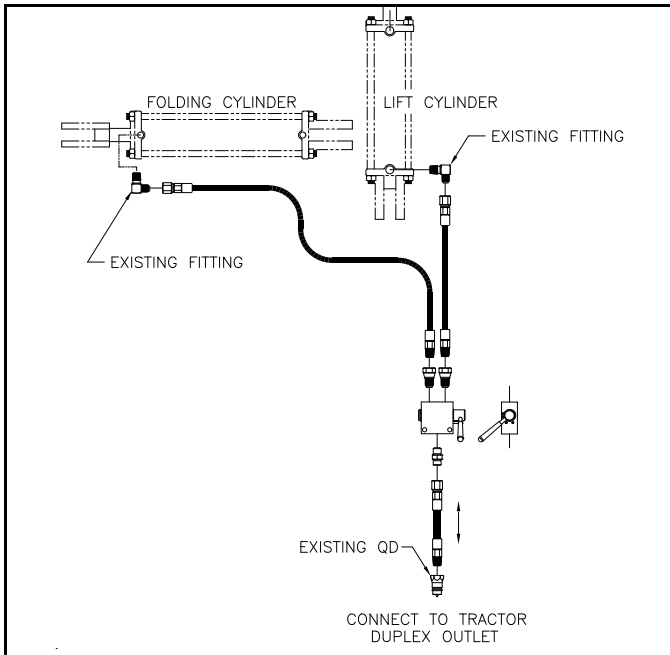 FOLDING CYLINDER
LIFT CYLINDER
EXISTING FITTING
EXISTING FITTING
EXISTING QD
CONNECT TO TRACTOR
DUPLEX OUTLET